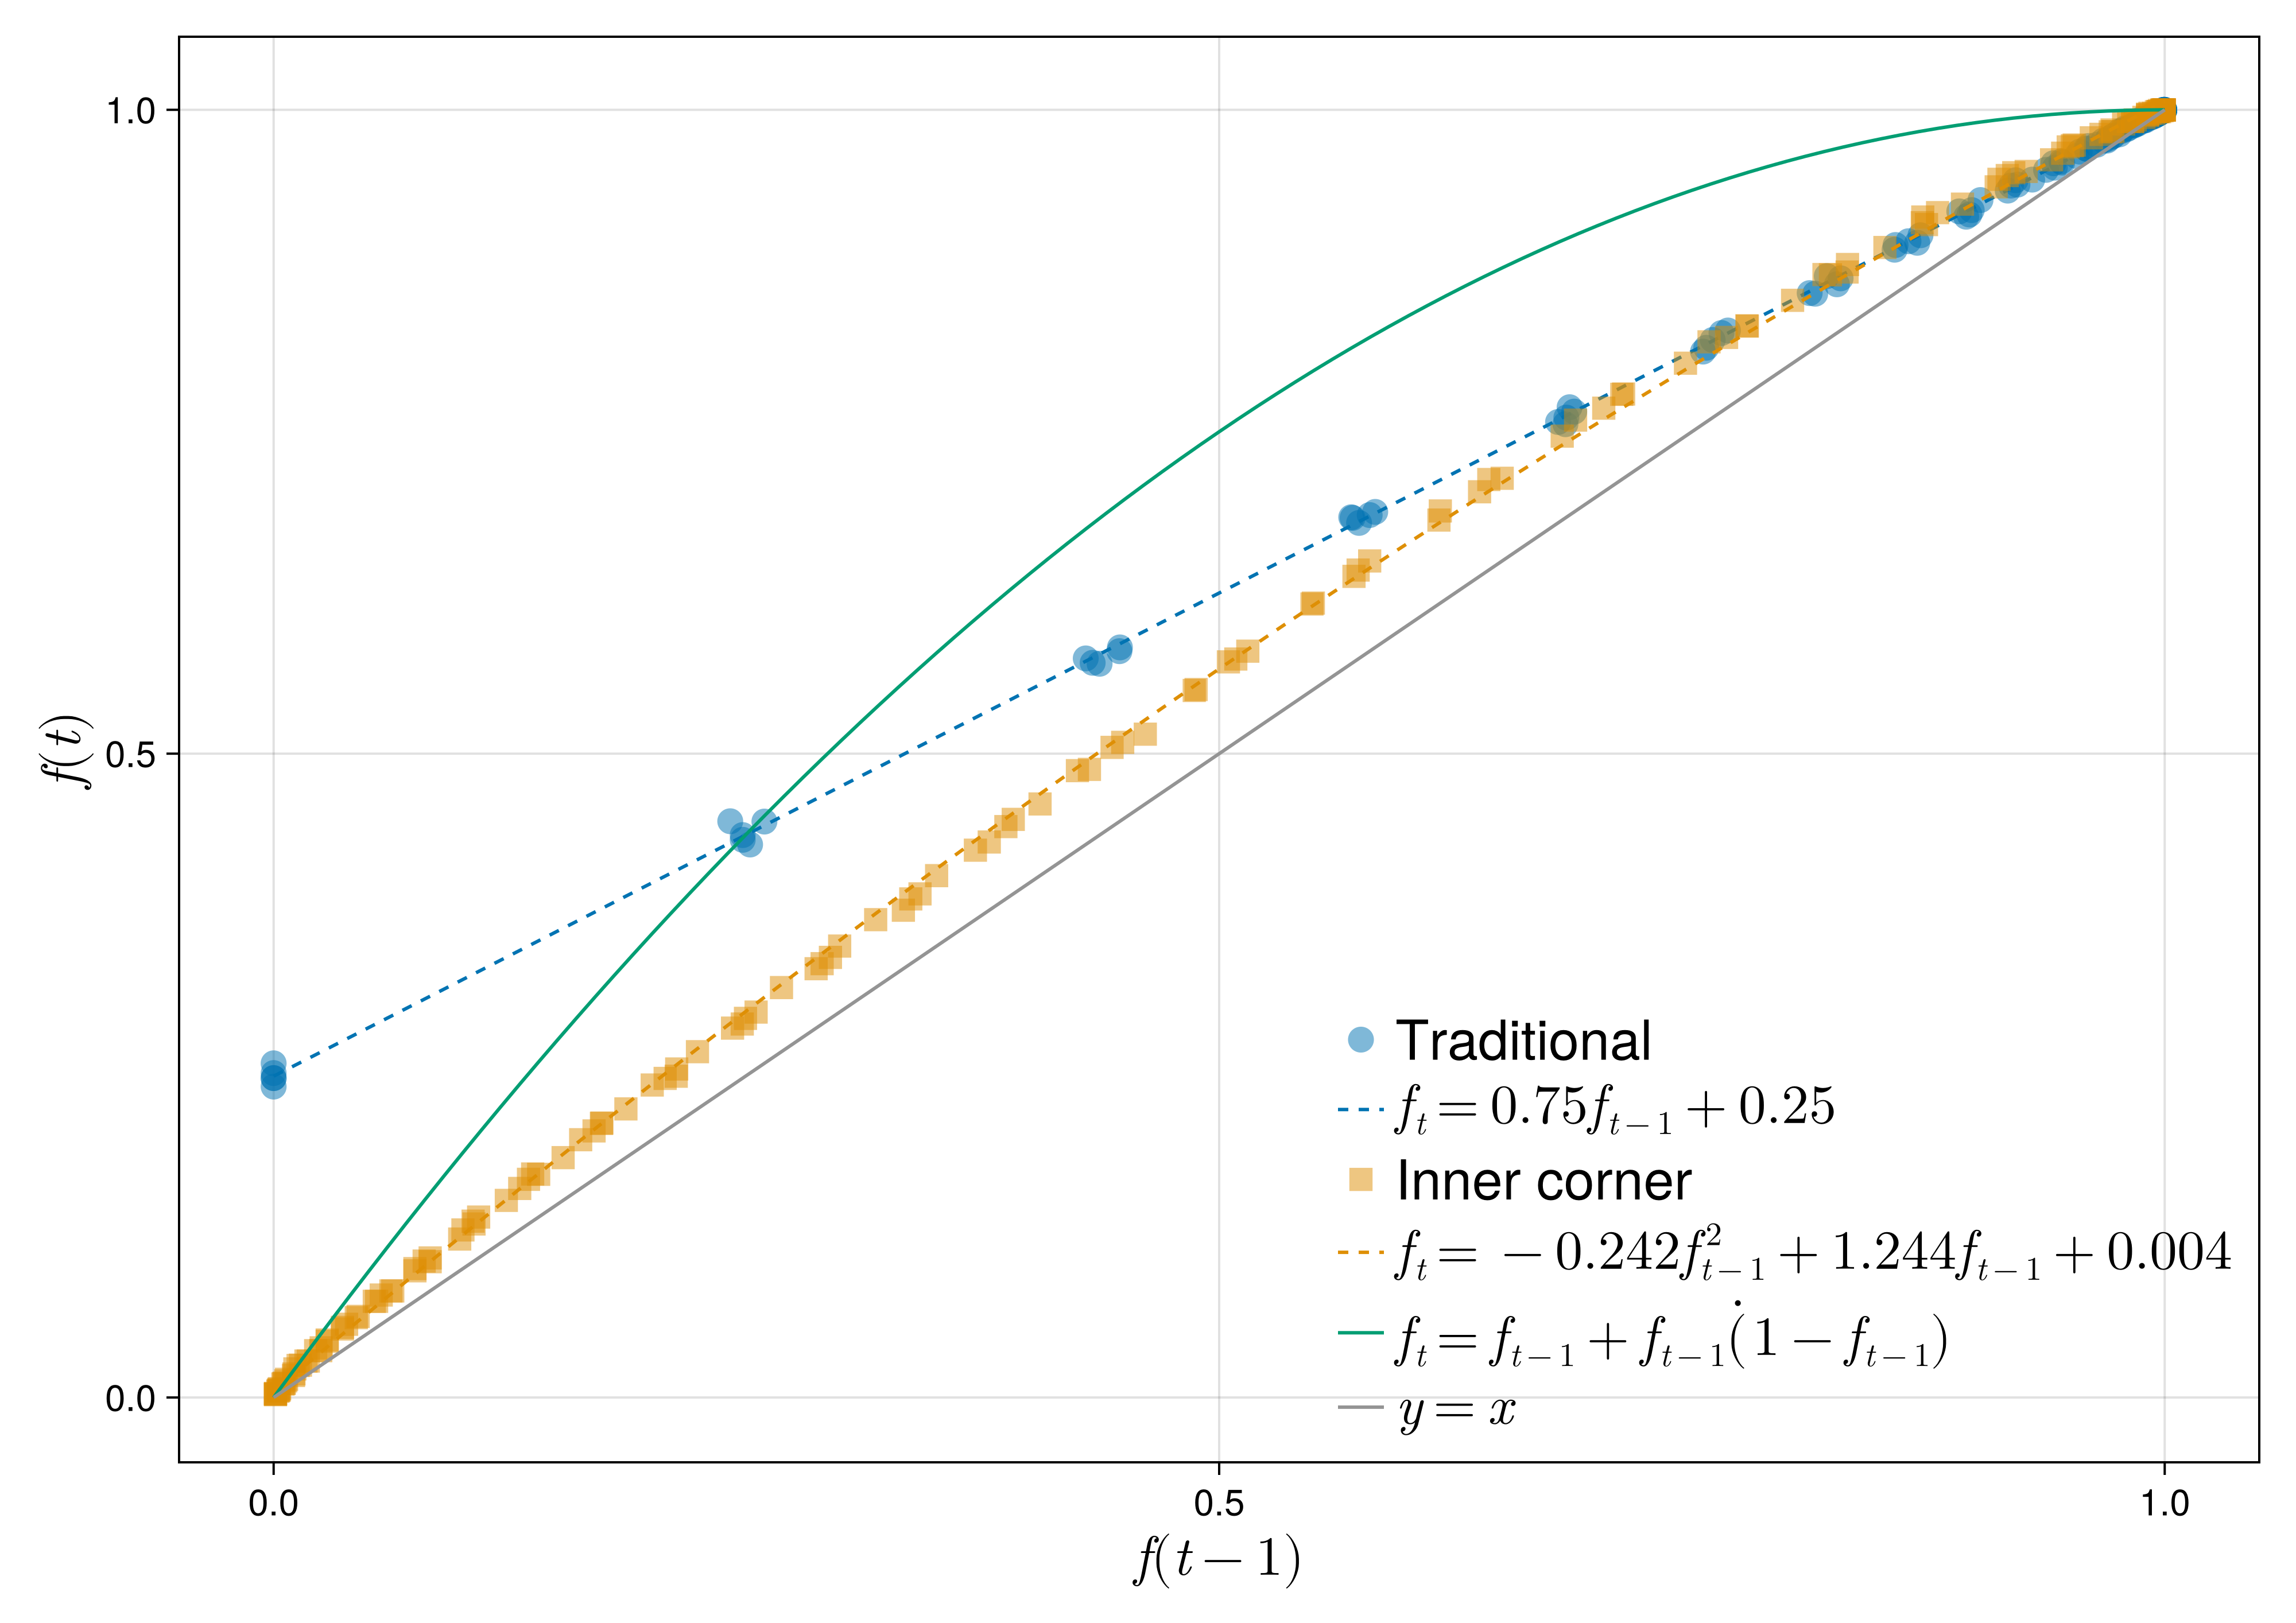 1.0
0.5
0.0
f(t)
Traditional
f_t = 0.75f_{t-1} + 0.25
Inner corner
f_t = -0.242f^2_{t-1} + 1.244f_{t-1} + 0.004
f_t = f_{t-1} + f_{t-1}\dot{(}1 - f_{t-1})
y = x
0.0 0.5 1.0
f(t - 1)